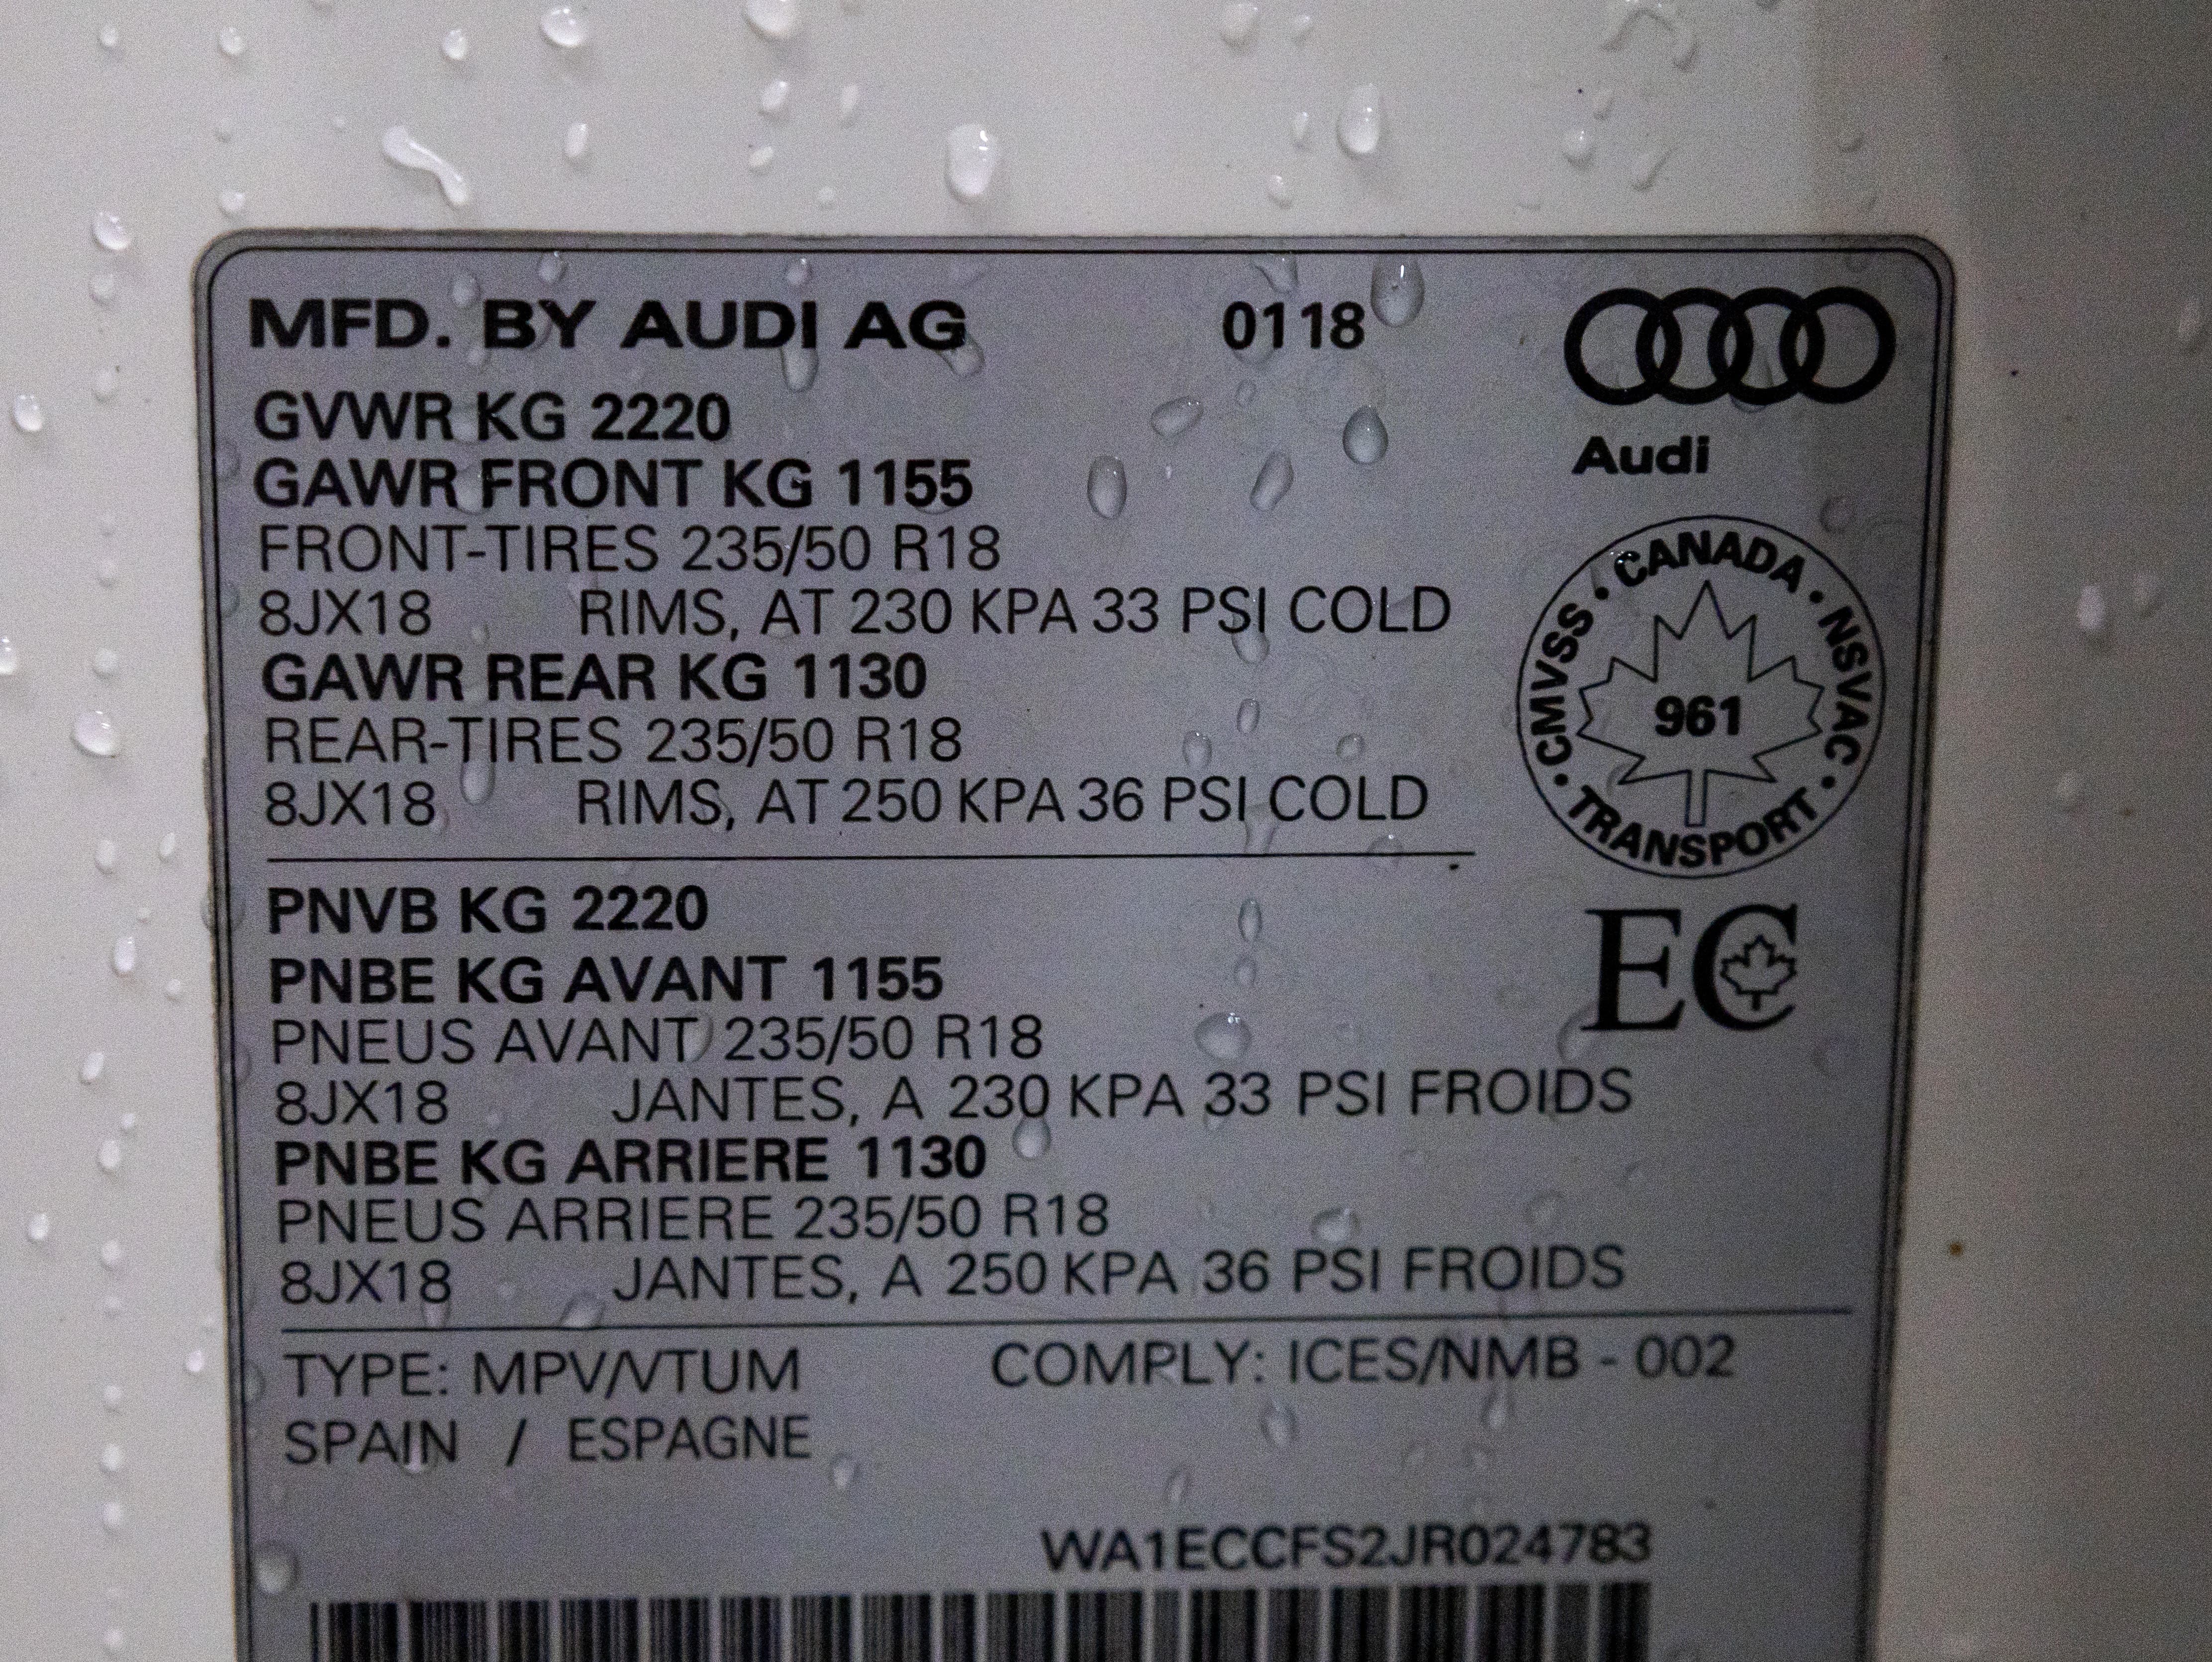 MFD. BY AUDI AG 0118
Audi
GVWR KG 2220
GAWR FRONT KG 1155
FRONT-TIRES 235/50 R18
8JX18 RIMS, AT 230 KPA 33 PSI COLD
GAWR REAR KG 1130
REAR-TIRES 235/50 R18
8JX18 RIMS, AT 250 KPA 36 PSI COLD
CMVSS • CANADA • NSVAC • TRANSPORT •
961
EC
PNVB KG 2220
PNBE KG AVANT 1155
PNEUS AVANT 235/50 R18
8JX18 JANTES, A 230 KPA 33 PSI FROIDS
PNBE KG ARRIERE 1130
PNEUS ARRIERE 235/50 R18
8JX18 JANTES, A 250 KPA 36 PSI FROIDS
TYPE: MPV/VTUM COMPLY: ICES/NMB - 002
SPAIN / ESPAGNE
WA1ECCFS2JR024783